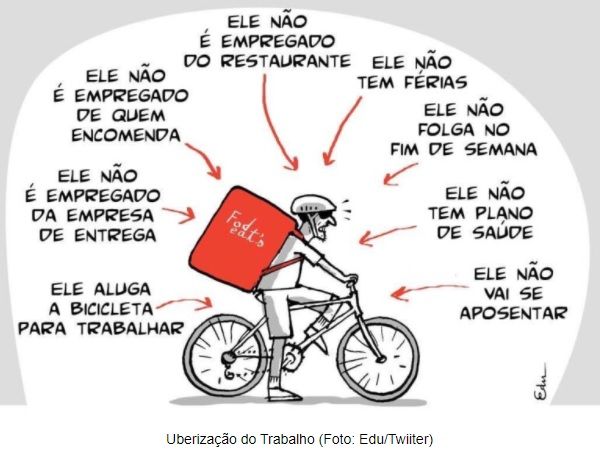 ELE NÃO
É EMPREGADO
DO RESTAURANTE
ELE NÃO
TEM FÉRIAS
ELE NÃO
É EMPREGADO
DE QUEM
ENCOMENDA
ELE NÃO
FOLGA NO
FIM DE SEMANA
ELE NÃO
É EMPREGADO
DA EMPRESA
DE ENTREGA
Fod
eat's
ELE NÃO
TEM PLANO
DE SAÚDE
ELE ALUGA
A BICICLETA
PARA TRABALHAR
ELE NÃO
VAI SE
APOSENTAR
Edu
Uberização do Trabalho (Foto: Edu/Twiiter)